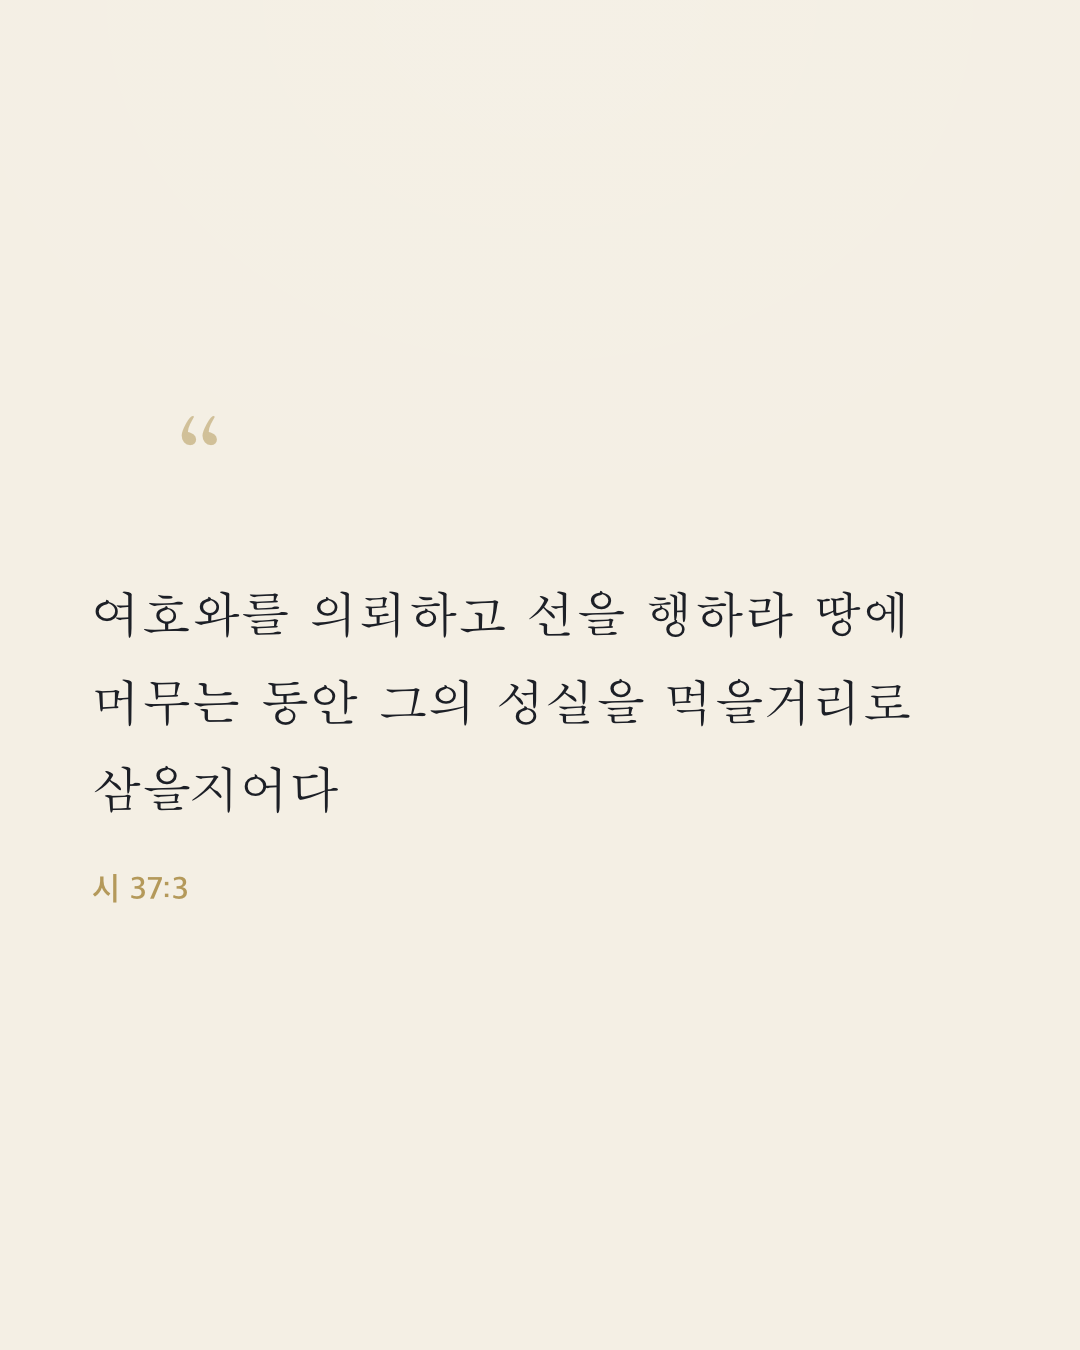 “
여호와를 의뢰하고 선을 행하라 땅에
머무는 동안 그의 성실을 먹을거리로
삼을지어다
시 37:3